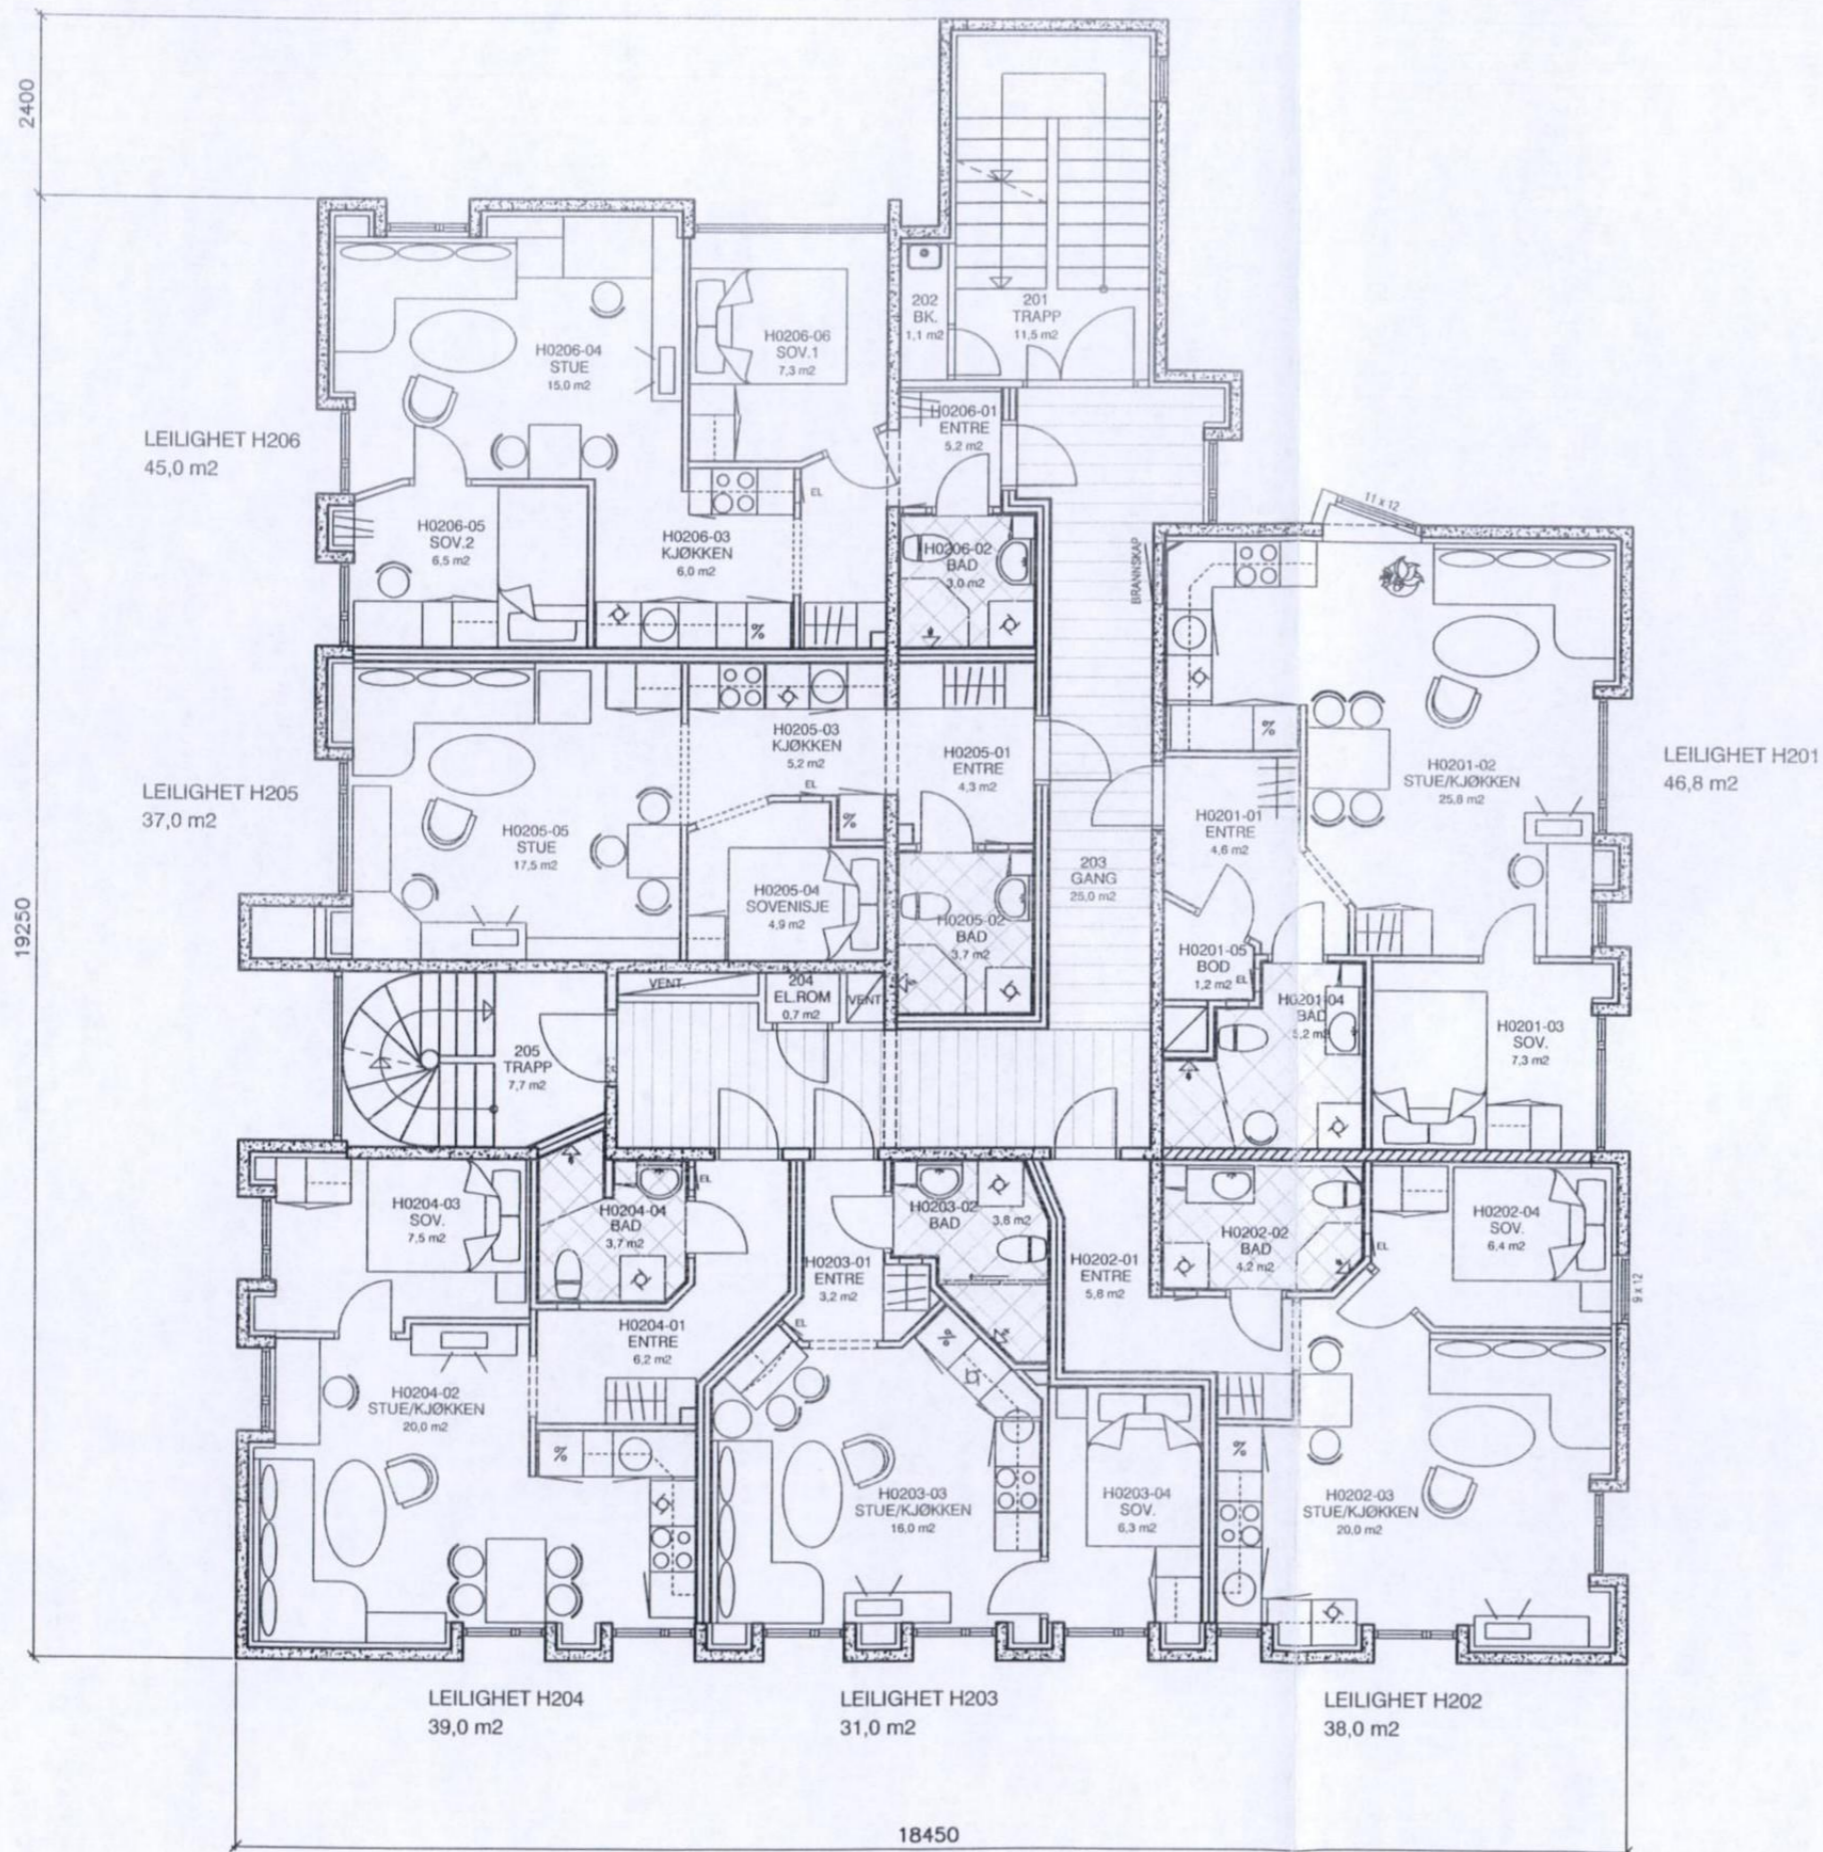 2400
19250
18450
LEILIGHET H206
45,0 m2
H0206-04
STUE
15,0 m2
H0206-06
SOV.1
7,3 m2
202
BK.
1,1 m2
201
TRAPP
11,5 m2
H0206-01
ENTRE
5,2 m2
H0206-05
SOV.2
6,5 m2
H0206-03
KJØKKEN
6,0 m2
EL
H0206-02
BAD
3,0 m2
%
BRANNSKAP
11 x 12
LEILIGHET H205
37,0 m2
H0205-05
STUE
17,5 m2
H0205-03
KJØKKEN
5,2 m2
EL
%
H0205-01
ENTRE
4,3 m2
H0205-04
SOVENISJE
4,9 m2
H0205-02
BAD
3,7 m2
203
GANG
25,0 m2
LEILIGHET H201
46,8 m2
%
H0201-02
STUE/KJØKKEN
25,8 m2
H0201-01
ENTRE
4,6 m2
H0201-05
BOD
1,2 m2
EL
H0201-04
BAD
5,2 m2
H0201-03
SOV.
7,3 m2
VENT.
204
EL.ROM
0,7 m2
VENT
205
TRAPP
7,7 m2
H0204-03
SOV.
7,5 m2
H0204-04
BAD
3,7 m2
EL
H0204-01
ENTRE
6,2 m2
H0204-02
STUE/KJØKKEN
20,0 m2
%
H0203-01
ENTRE
3,2 m2
EL
H0203-02
BAD
3,8 m2
%
H0203-03
STUE/KJØKKEN
16,0 m2
H0203-04
SOV.
6,3 m2
H0202-01
ENTRE
5,8 m2
H0202-02
BAD
4,2 m2
EL
H0202-04
SOV.
6,4 m2
9 x 12
%
H0202-03
STUE/KJØKKEN
20,0 m2
LEILIGHET H204
39,0 m2
LEILIGHET H203
31,0 m2
LEILIGHET H202
38,0 m2